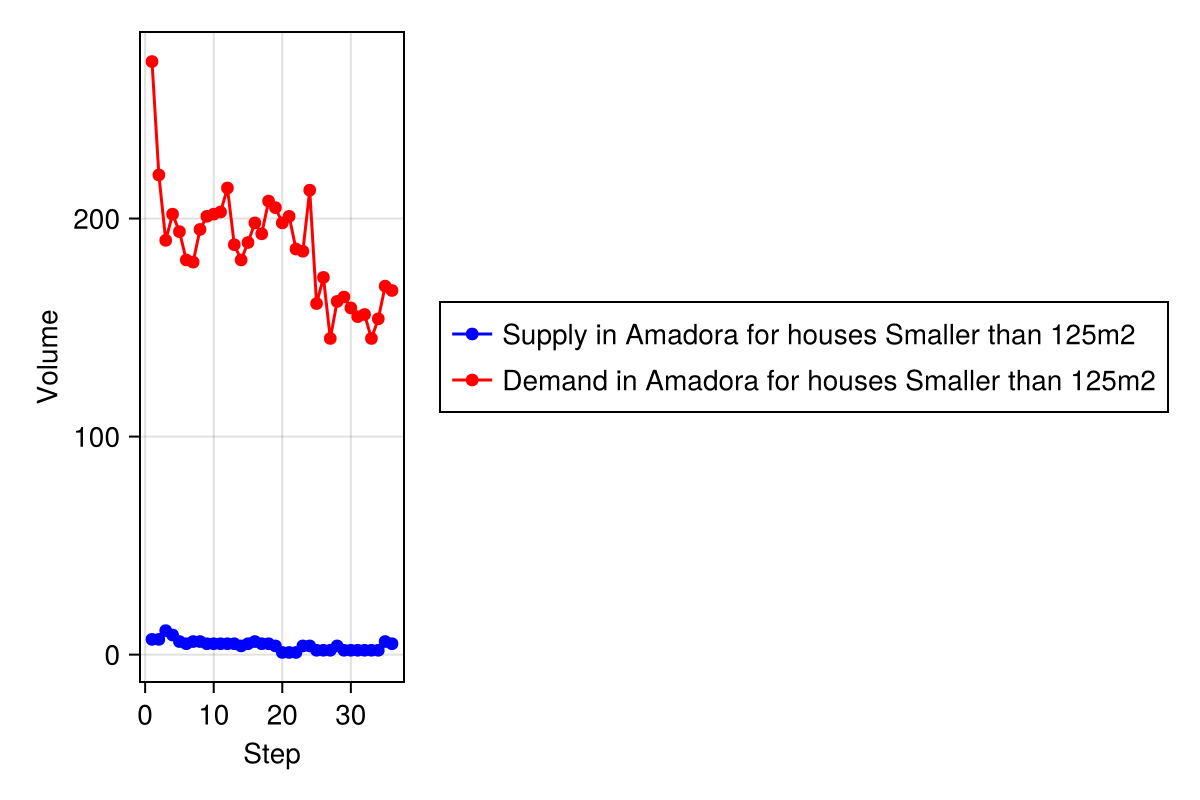 Volume
200
100
0
0 10 20 30
Step
Supply in Amadora for houses Smaller than 125m2
Demand in Amadora for houses Smaller than 125m2